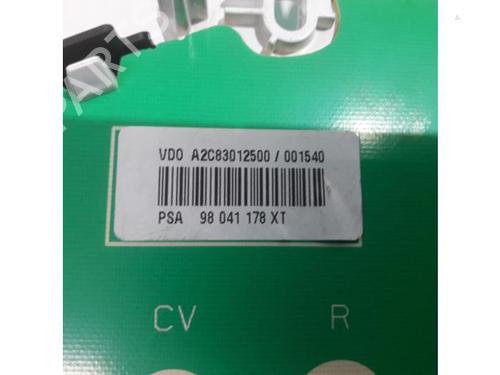 VDO A2C83012500 / 001540
PSA 98 041 178 XT
CV R